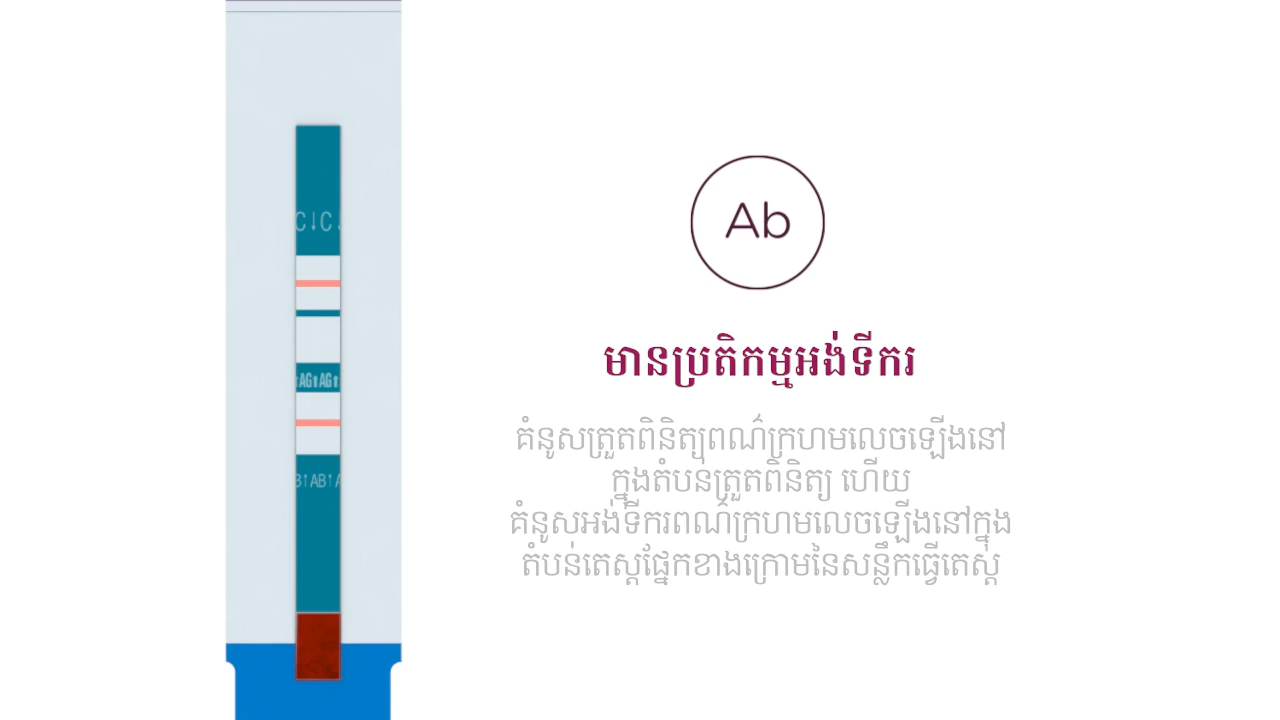 C↓C
↑AG↑AG↑
B↑AB↑A
Ab
មានប្រតិកម្មអង់ទីករ
គំនូសត្រួតពិនិត្យពណ៌ក្រហមលេចឡើងនៅ
ក្នុងតំបន់ត្រួតពិនិត្យ ហើយ
គំនូសអង់ទីករពណ៌ក្រហមលេចឡើងនៅក្នុង
តំបន់តេស្តផ្នែកខាងក្រោមនៃសន្លឹកធ្វើតេស្ត